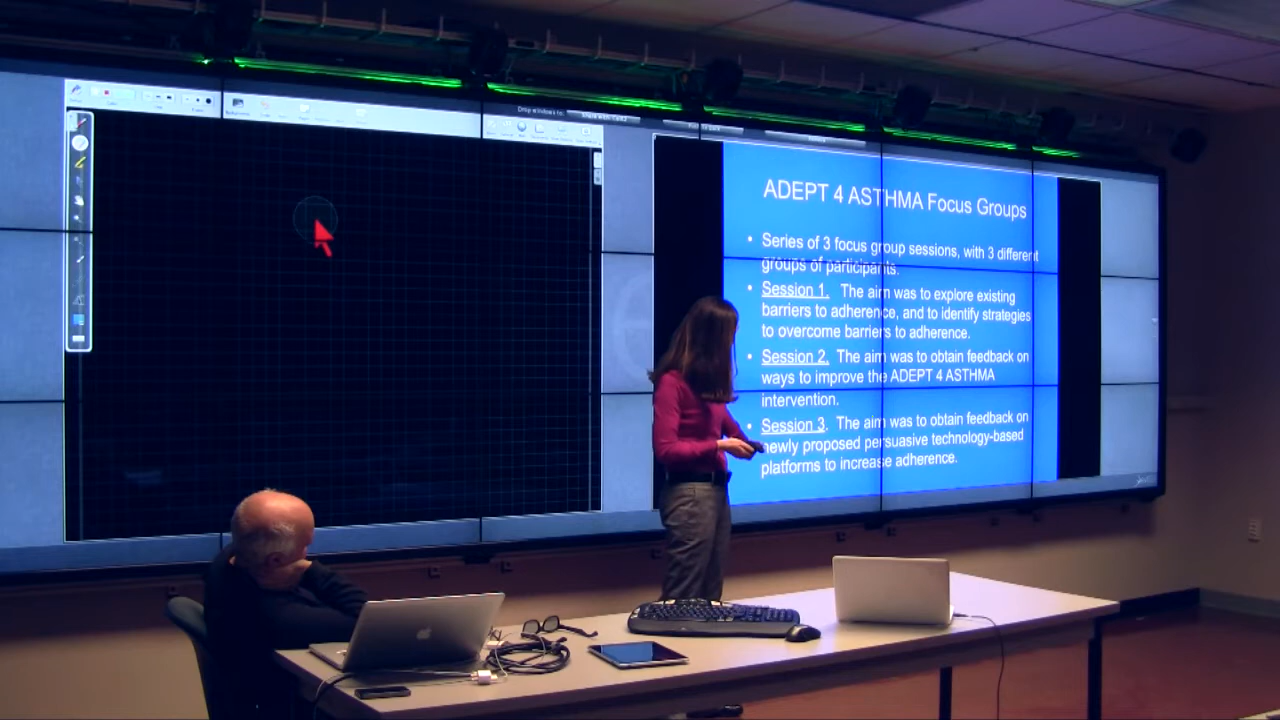 Drop windows to:
ADEPT 4 ASTHMA Focus Groups
• Series of 3 focus group sessions, with 3 different
groups of participants.
• Session 1. The aim was to explore existing
barriers to adherence, and to identify strategies
to overcome barriers to adherence.
• Session 2. The aim was to obtain feedback on
ways to improve the ADEPT 4 ASTHMA
intervention.
• Session 3. The aim was to obtain feedback on
newly proposed persuasive technology-based
platforms to increase adherence.